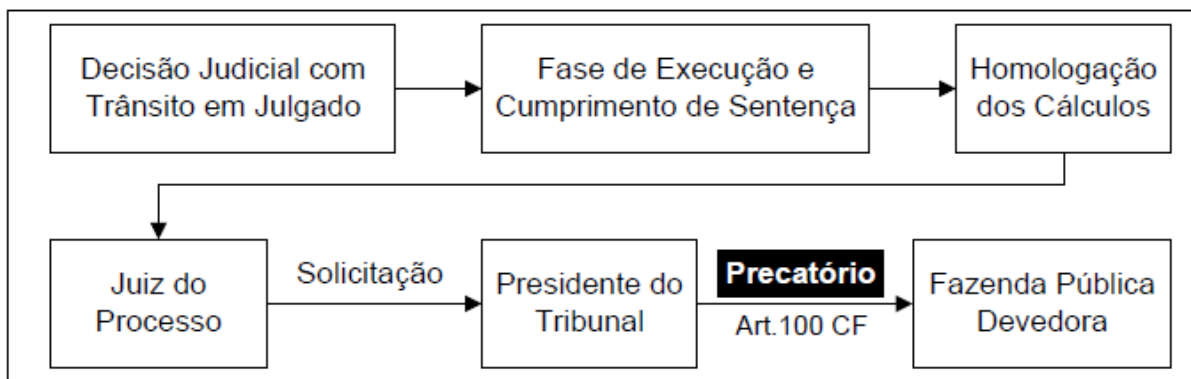 Decisão Judicial com
Trânsito em Julgado
Fase de Execução e
Cumprimento de Sentença
Homologação
dos Cálculos
Juiz do
Processo
Solicitação
Presidente do
Tribunal
Precatório
Art.100 CF
Fazenda Pública
Devedora